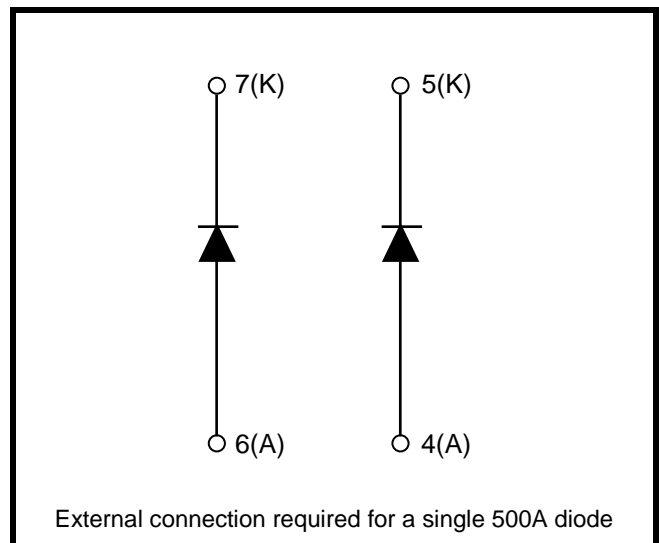 7(K) 5(K)
6(A) 4(A)
External connection required for a single 500A diode